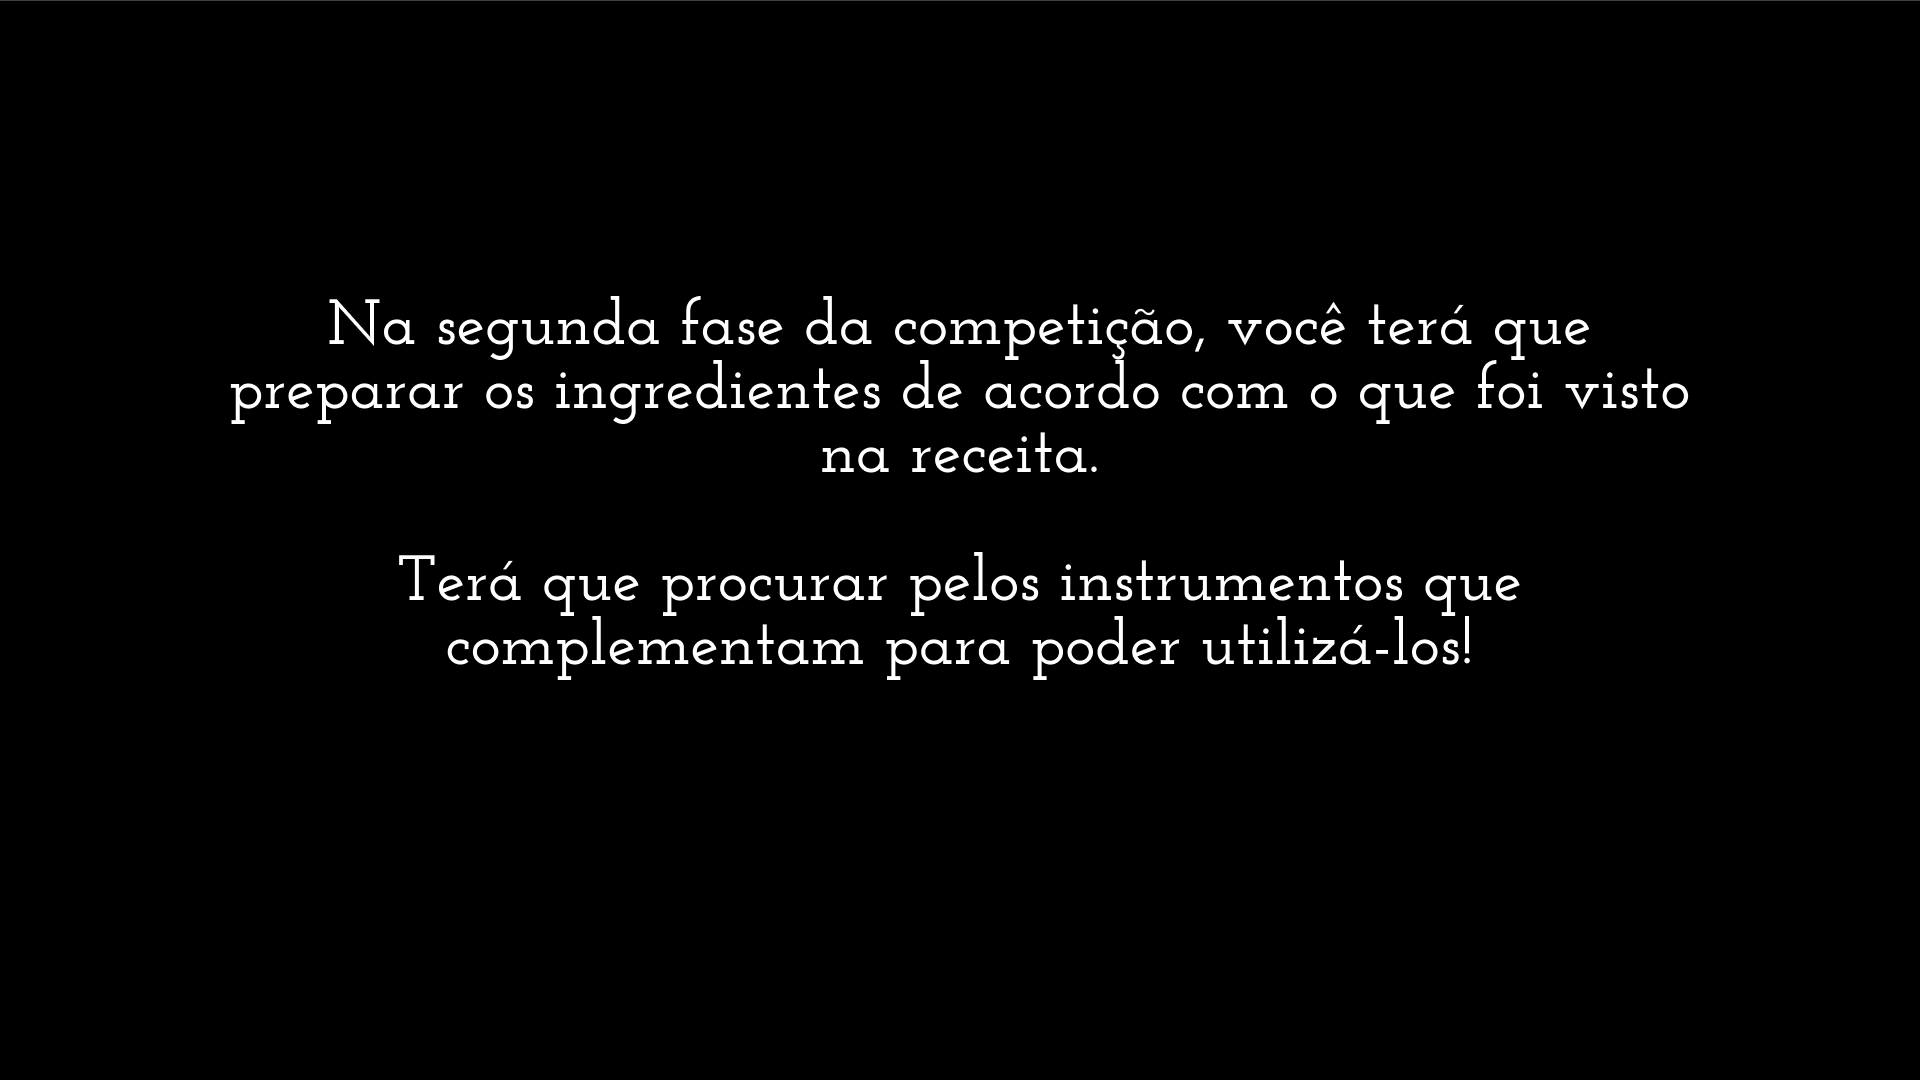 Na segunda fase da competição, você terá que
preparar os ingredientes de acordo com o que foi visto
na receita.
Terá que procurar pelos instrumentos que
complementam para poder utilizá-los!